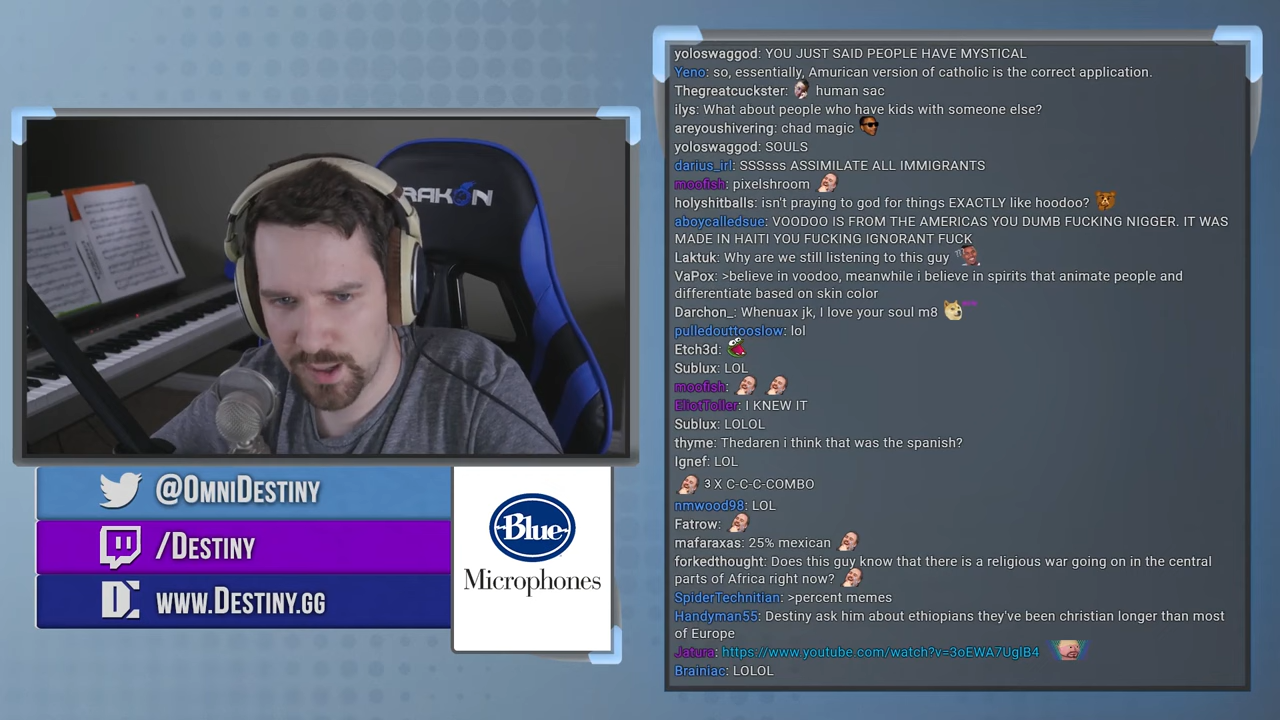 yoloswaggod: YOU JUST SAID PEOPLE HAVE MYSTICAL
Yeno: so, essentially, Amurican version of catholic is the correct application.
Thegreatcuckster: human sac
ilys: What about people who have kids with someone else?
areyoushivering: chad magic
yoloswaggod: SOULS
darius_irl: SSSsss ASSIMILATE ALL IMMIGRANTS
moofish: pixelshroom
holyshitballs: isn't praying to god for things EXACTLY like hoodoo?
aboycalledsue: VOODOO IS FROM THE AMERICAS YOU DUMB FUCKING NIGGER. IT WAS
MADE IN HAITI YOU FUCKING IGNORANT FUCK
Laktuk: Why are we still listening to this guy
VaPox: >believe in voodoo, meanwhile i believe in spirits that animate people and
differentiate based on skin color
Darchon_: Whenuax jk, I love your soul m8
pulledouttooslow: lol
Etch3d:
Sublux: LOL
moofish:
EliotToller: I KNEW IT
Sublux: LOLOL
thyme: Thedaren i think that was the spanish?
Ignef: LOL
3 X C-C-C-COMBO
nmwood98: LOL
Fatrow:
mafaraxas: 25% mexican
forkedthought: Does this guy know that there is a religious war going on in the central
parts of Africa right now?
SpiderTechnitian: >percent memes
Handyman55: Destiny ask him about ethiopians they've been christian longer than most
of Europe
Jatura: https://www.youtube.com/watch?v=3oEWA7UgIB4
Brainiac: LOLOL
RAKON
@OMNIDESTINY
/DESTINY
WWW.DESTINY.GG
Blue
Microphones